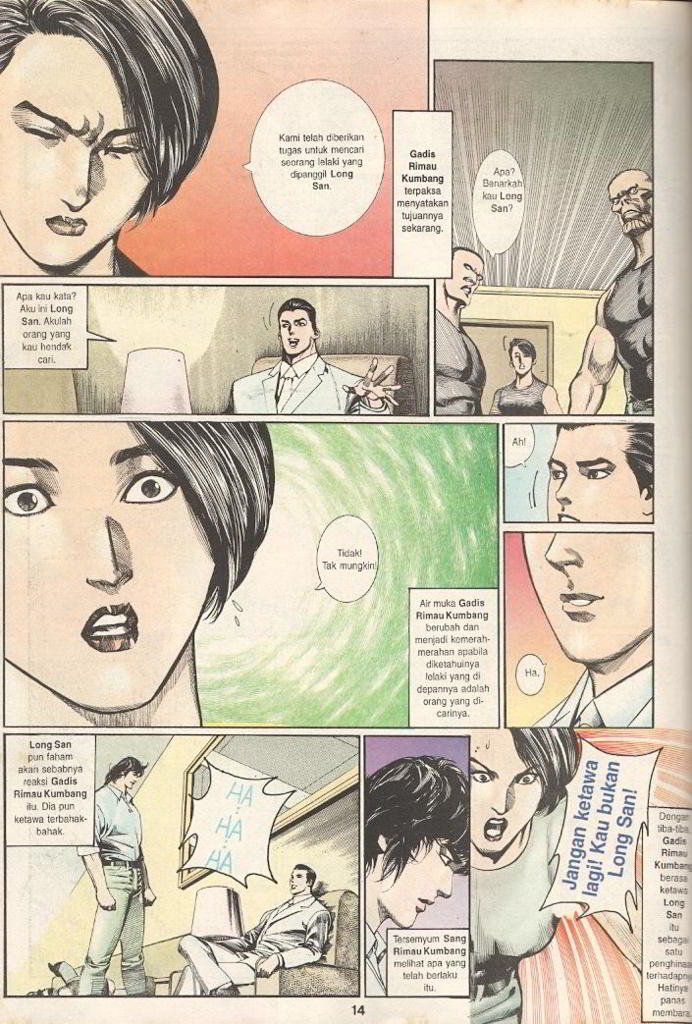 Kami telah diberikan
tugas untuk mencari
seorang lelaki yang
dipanggil Long
San.
Gadis
Rimau
Kumbang
terpaksa
menyatakan
tujuannya
sekarang.
Apa?
Benarkah
kau Long
San?
Apa kau kata?
Aku ini Long
San. Akulah
orang yang
kau hendak
cari.
Tidak!
Tak mungkin!
Air muka Gadis
Rimau Kumbang
berubah dan
menjadi kemerah-
merahan apabila
diketahuinya
lelaki yang di
depannya adalah
orang yang di-
carinya.
Ah!
Ha,
Long San
pun faham
akan sebabnya
reaksi Gadis
Rimau Kumbang
itu. Dia pun
ketawa terbahak-
bahak.
HA
HA
HA
Tersemyum Sang
Rimau Kumbang
melihat apa yang
telah berlaku
itu.
Jangan ketawa
lagi! Kau bukan
Long San!
Dengan
tiba-tiba
Gadis
Rimau
Kumbang
berasa
ketawa
Long
San
itu
sebagai
satu
penghinaan
terhadapnya.
Hatinya
panas
membara.
14